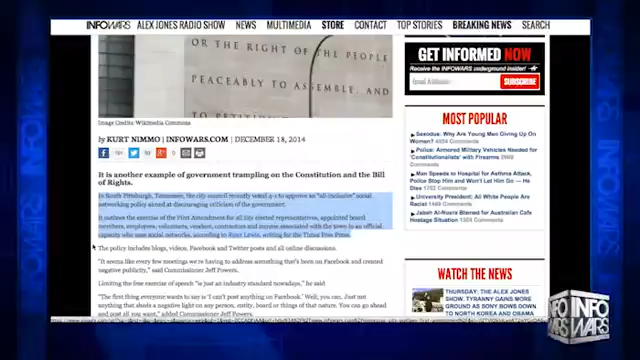 INFOWARS ALEX JONES RADIO SHOW NEWS MULTIMEDIA STORE CONTACT TOP STORIES BREAKING NEWS SEARCH
OR THE RIGHT OF THE PEOPLE
PEACEABLY TO ASSEMBLE, AND
TO PETITION
Image Credits: Wikimedia Commons
by KURT NIMMO | INFOWARS.COM | DECEMBER 18, 2014
It is another example of government trampling on the Constitution and the Bill
of Rights.
In South Pittsburg, Tennessee, the city council recently voted 4-1 to approve an "all-inclusive" social
networking policy aimed at discouraging criticism of the government.
It outlaws the exercise of the First Amendment for all city elected representatives, appointed board
members, employees, volunteers, vendors, contractors and anyone associated with the town in an official
capacity who uses social networks, according to Ryan Lewis, writing for the Times Free Press.
The policy includes blogs, videos, Facebook and Twitter posts and all online discussions.
"It seems like every few meetings we're having to address something that's been on Facebook and created
negative publicity," said Commissioner Jeff Powers.
Limiting the free exercise of speech "is just an industry standard nowadays," he said
"The first thing everyone wants to say is 'I can't post anything on Facebook.' Well, you can. Just not
anything that sheds a negative light on any person, entity, board or things of that nature. You can go ahead
and post all you want," added Commissioner Jeff Powers.
GET INFORMED NOW
Receive the INFOWARS underground insider!
Email Address
SUBSCRIBE
MOST POPULAR
Sexodus: Why Are Young Men Giving Up On
Women?
Police: Armored Military Vehicles Needed for
'Constitutionalists' with Firearms
Man Speeds to Hospital for Asthma Attack,
Police Stop Him and Won't Let Him Go — He
Dies
University President: All White People Are
Racist
Jabah Al-Nusra Blamed for Australian Cafe
Hostage Situation
WATCH THE NEWS
THURSDAY: THE ALEX JONES
SHOW. TYRANNY GAINS MORE
GROUND AS SONY BOWS DOWN
TO NORTH KOREA AND OBAMA
INFO
WARS